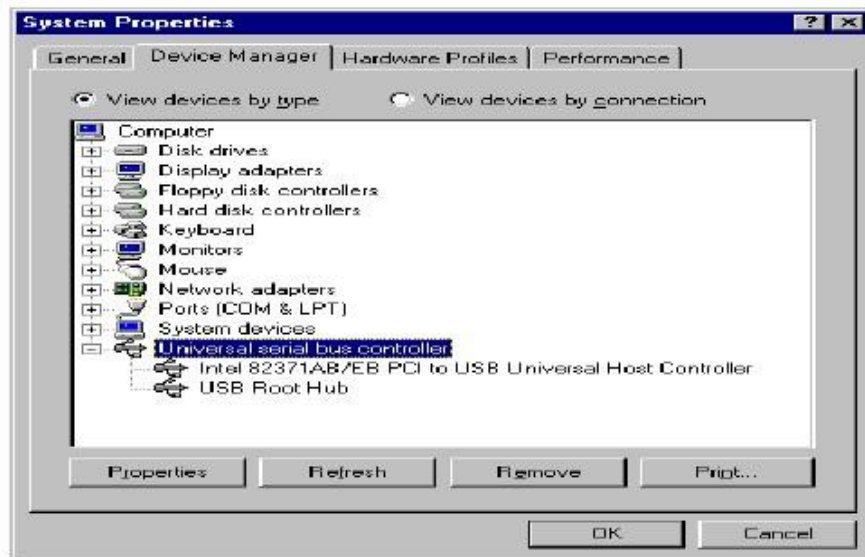 System Properties
General Device Manager Hardware Profiles Performance
View devices by type View devices by connection
Computer
Disk drives
Display adapters
Floppy disk controllers
Hard disk controllers
Keyboard
Monitors
Mouse
Network adapters
Ports (COM & LPT)
System devices
Universal serial bus controller
Intel 82371AB/EB PCI to USB Universal Host Controller
USB Root Hub
Properties Refresh Remove Print...
OK Cancel